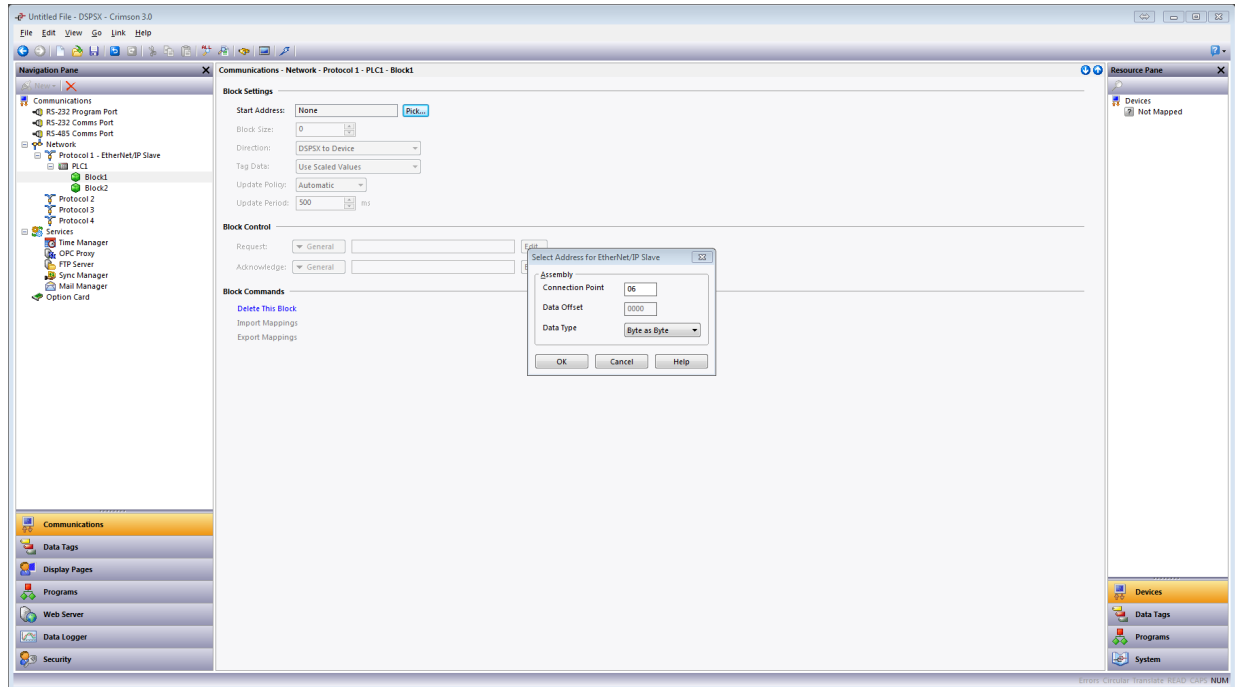 Untitled File - DSPSX - Crimson 3.0
File Edit View Go Link Help
Navigation Pane
New
Communications
RS-232 Program Port
RS-232 Comms Port
RS-485 Comms Port
Network
Protocol 1 - EtherNet/IP Slave
PLC1
Block1
Block2
Protocol 2
Protocol 3
Protocol 4
Services
Time Manager
OPC Proxy
FTP Server
Sync Manager
Mail Manager
Option Card
Communications
Data Tags
Display Pages
Programs
Web Server
Data Logger
Security
Communications - Network - Protocol 1 - PLC1 - Block1
Block Settings
Start Address: None Pick...
Block Size: 0
Direction: DSPSX to Device
Tag Data: Use Scaled Values
Update Policy: Automatic
Update Period: 500 ms
Block Control
Request: General Edit...
Acknowledge: General
Block Commands
Delete This Block
Import Mappings
Export Mappings
Select Address for EtherNet/IP Slave
Assembly
Connection Point 06
Data Offset 0000
Data Type Byte as Byte
OK Cancel Help
Resource Pane
Devices
Not Mapped
Devices
Data Tags
Programs
System
Errors Circular Translate READ CAPS NUM